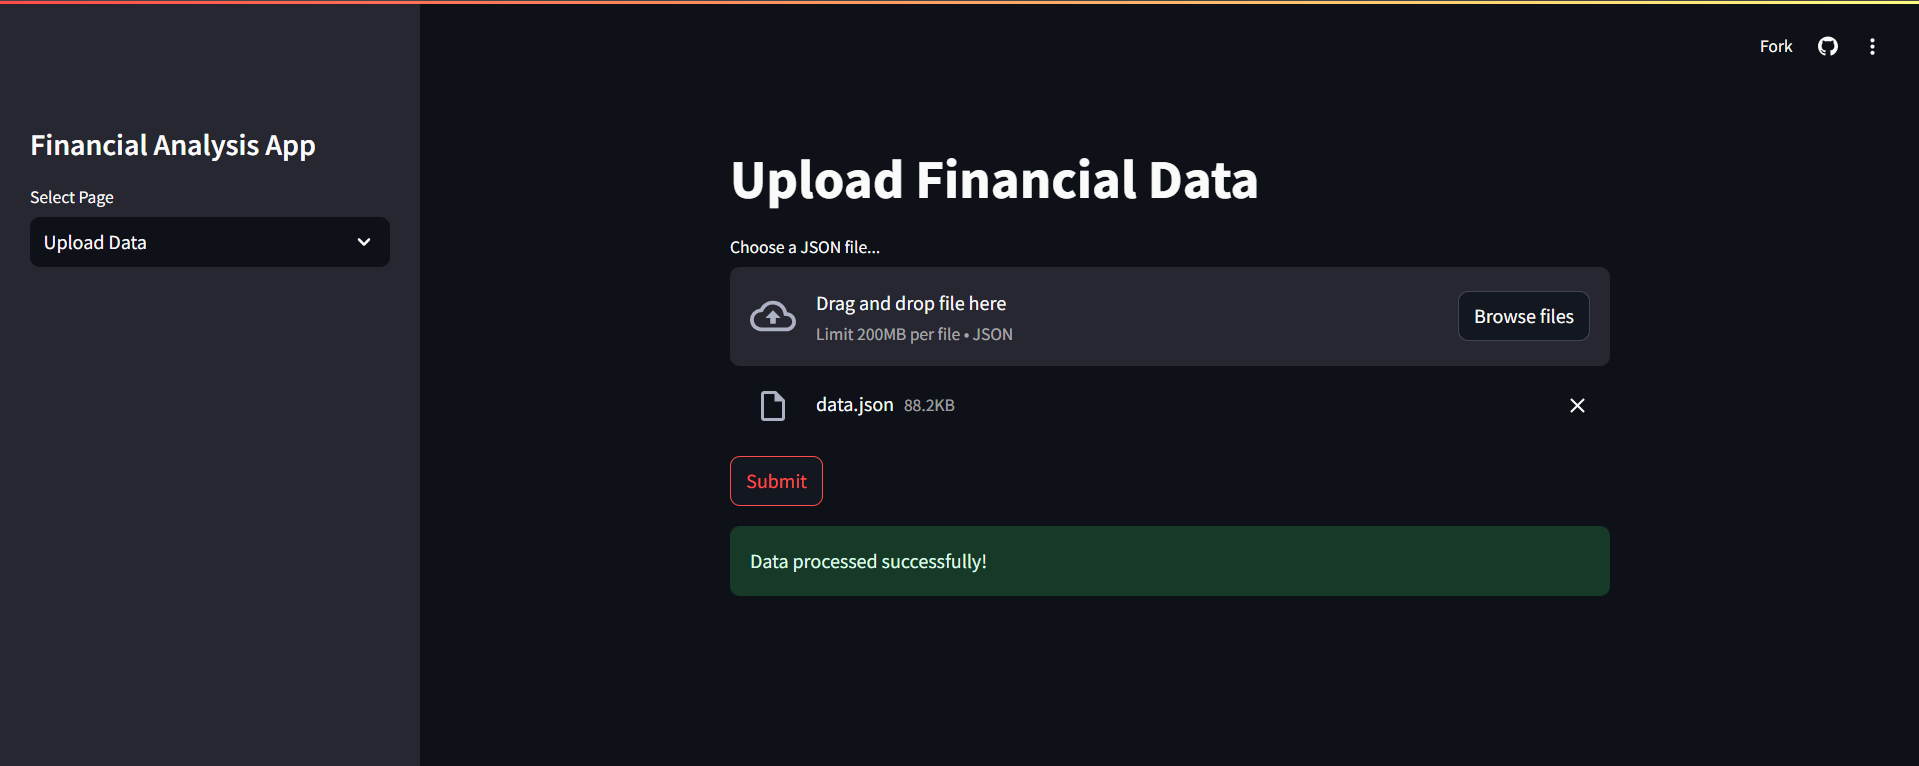 Fork
Financial Analysis App
Select Page
Upload Data
Upload Financial Data
Choose a JSON file...
Drag and drop file here
Limit 200MB per file • JSON
Browse files
data.json 88.2KB
Submit
Data processed successfully!